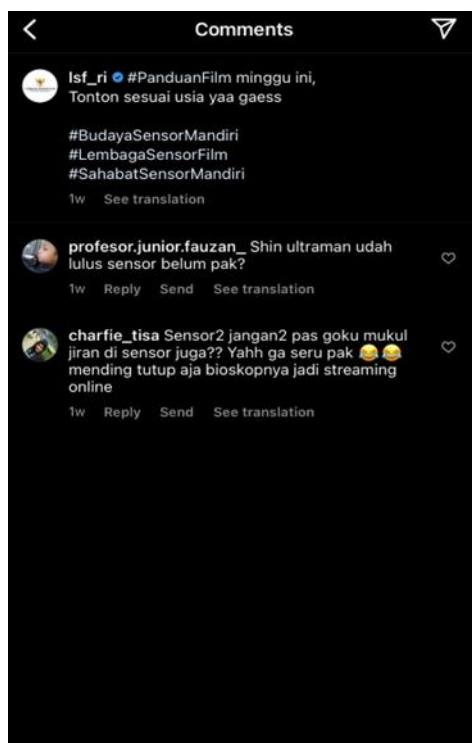 Comments
lsf_ri #PanduanFilm minggu ini,
Tonton sesuai usia yaa gaess
#BudayaSensorMandiri
#LembagaSensorFilm
#SahabatSensorMandiri
1w See translation
profesor.junior.fauzan_ Shin ultraman udah
lulus sensor belum pak?
1w Reply Send See translation
charfie_tisa Sensor2 jangan2 pas goku mukul
jiran di sensor juga?? Yahh ga seru pak 😂😂
mending tutup aja bioskopnya jadi streaming
online
1w Reply Send See translation